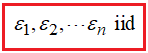 ε₁, ε₂, ⋯ εₙ iid